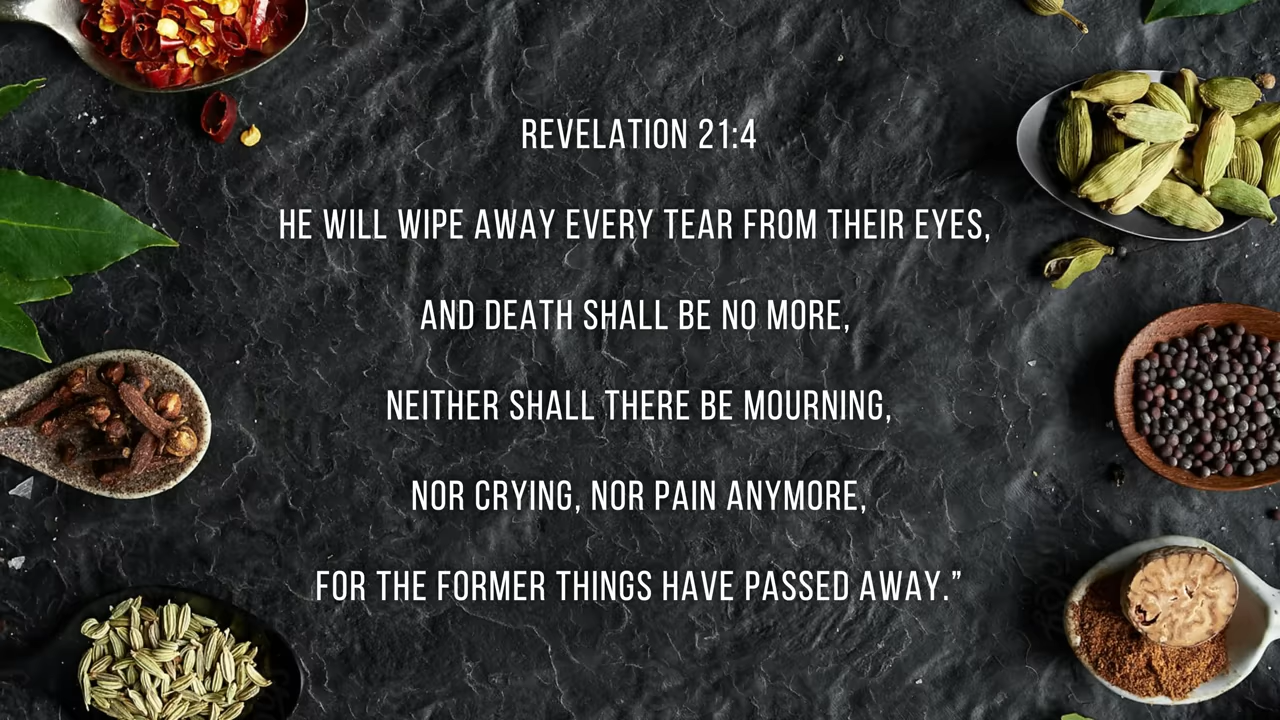 REVELATION 21:4
HE WILL WIPE AWAY EVERY TEAR FROM THEIR EYES,
AND DEATH SHALL BE NO MORE,
NEITHER SHALL THERE BE MOURNING,
NOR CRYING, NOR PAIN ANYMORE,
FOR THE FORMER THINGS HAVE PASSED AWAY.”